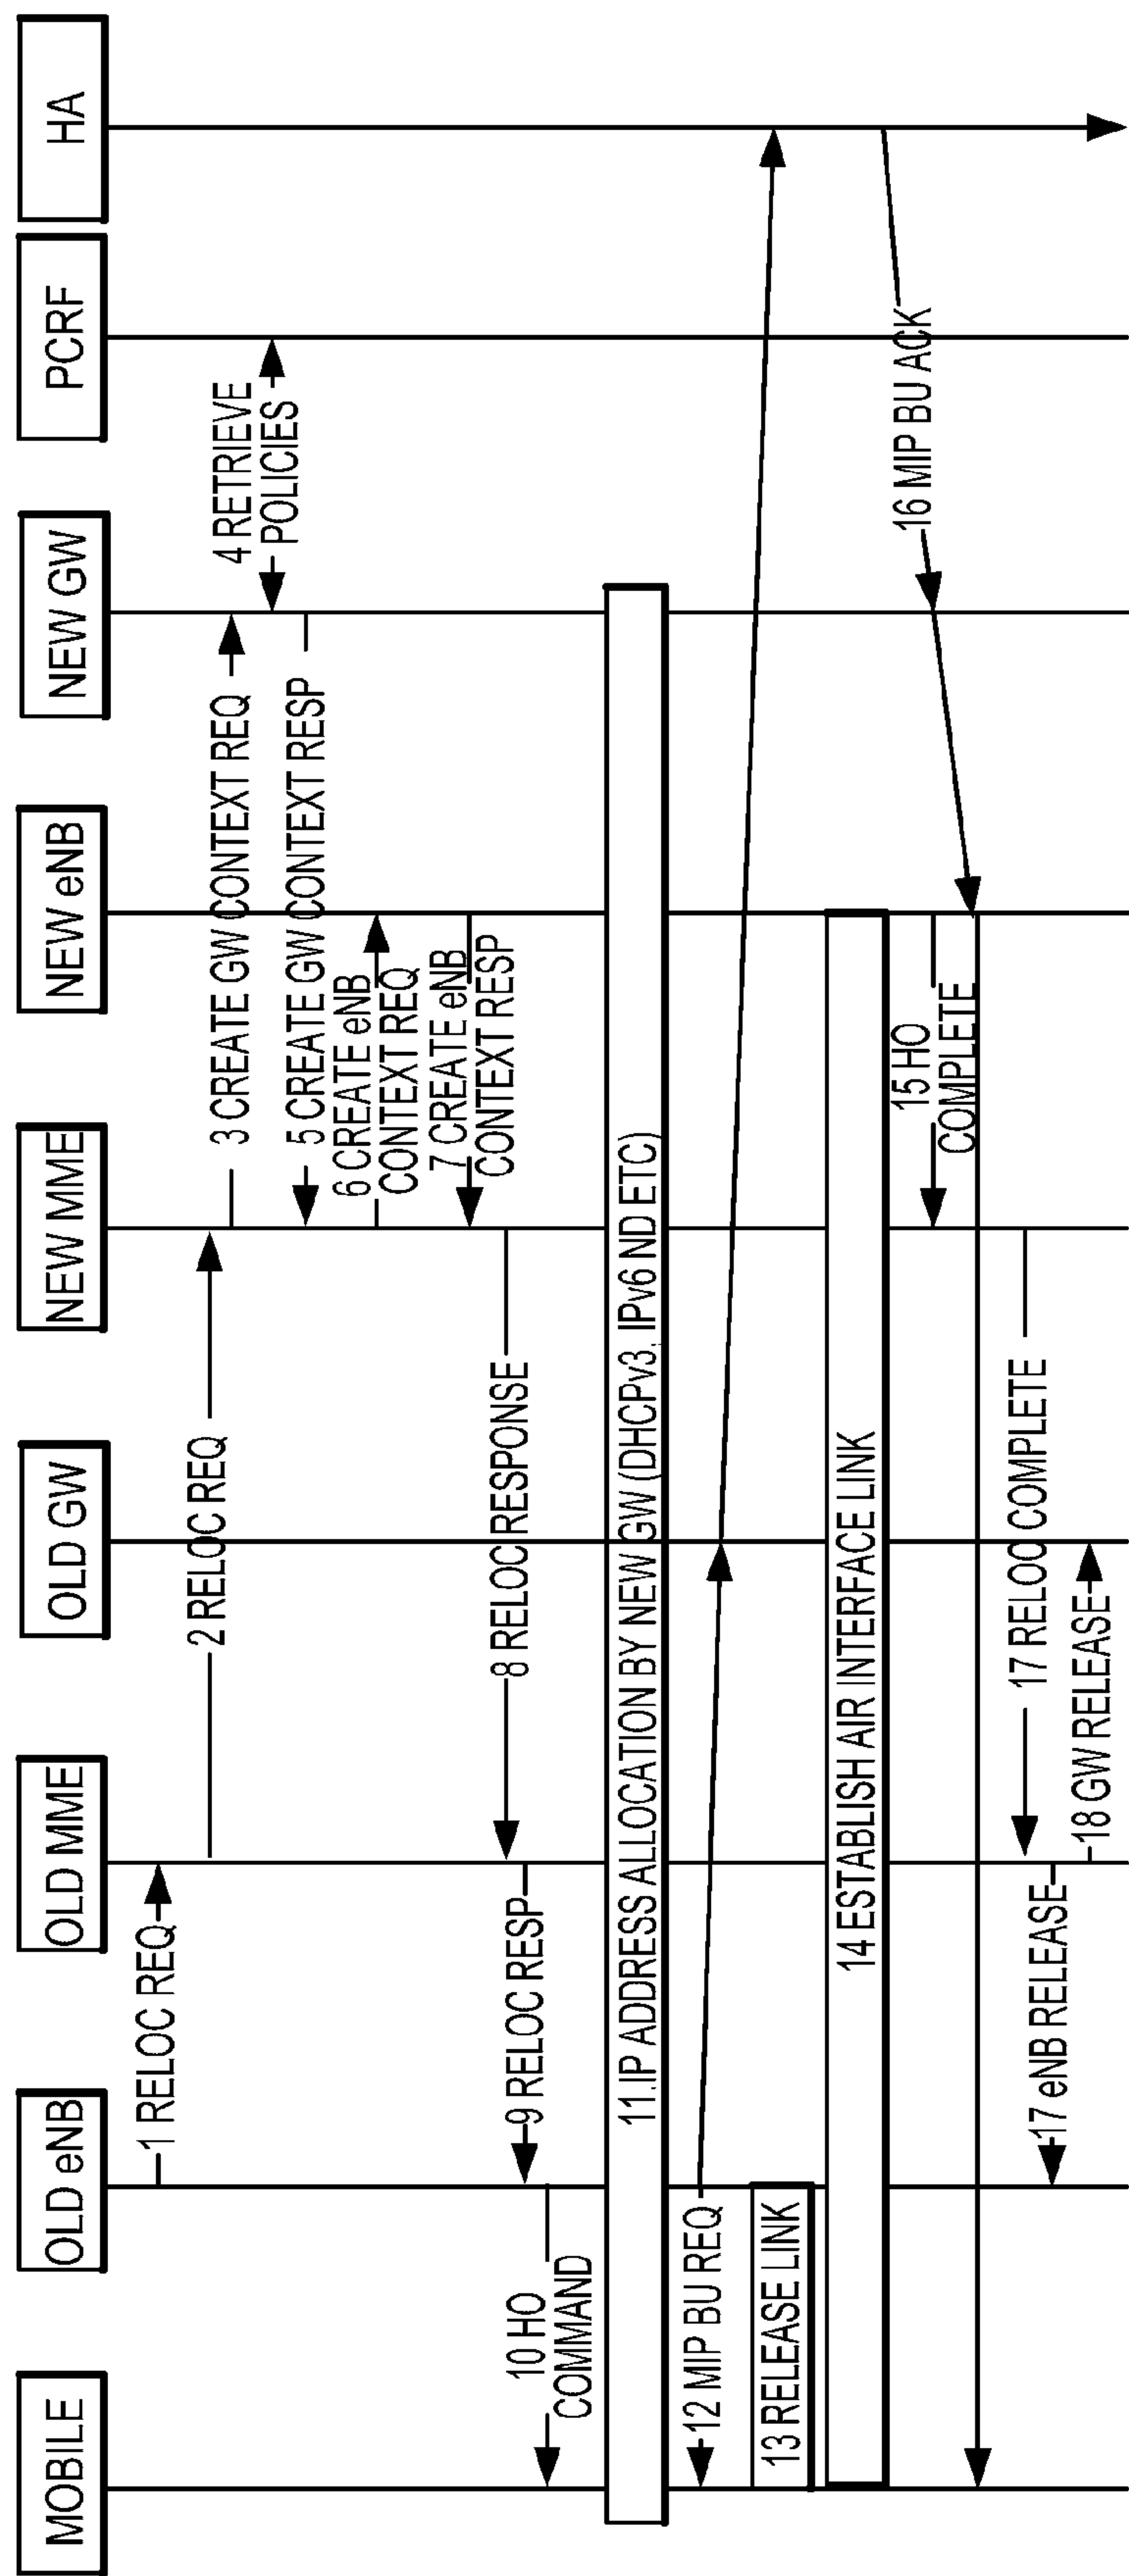 MOBILE
OLD eNB
OLD MME
OLD GW
NEW MME
NEW eNB
NEW GW
PCRF
HA
1 RELOC REQ
2 RELOC REQ
3 CREATE GW CONTEXT REQ
4 RETRIEVE
POLICIES
5 CREATE GW CONTEXT RESP
6 CREATE eNB
CONTEXT REQ
7 CREATE eNB
CONTEXT RESP
8 RELOC RESPONSE
9 RELOC RESP
10 HO
COMMAND
11.IP ADDRESS ALLOCATION BY NEW GW (DHCPv3, IPv6 ND ETC)
12 MIP BU REQ
13 RELEASE LINK
14 ESTABLISH AIR INTERFACE LINK
15 HO
COMPLETE
16 MIP BU ACK
17 RELOC COMPLETE
17 eNB RELEASE
18 GW RELEASE